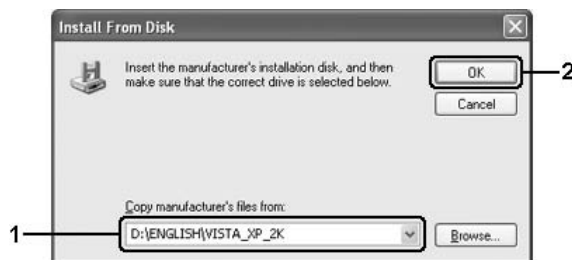 Install From Disk
Insert the manufacturer's installation disk, and then
make sure that the correct drive is selected below.
OK
2
Cancel
Copy manufacturer's files from:
1
D:\ENGLISH\VISTA_XP_2K
Browse...